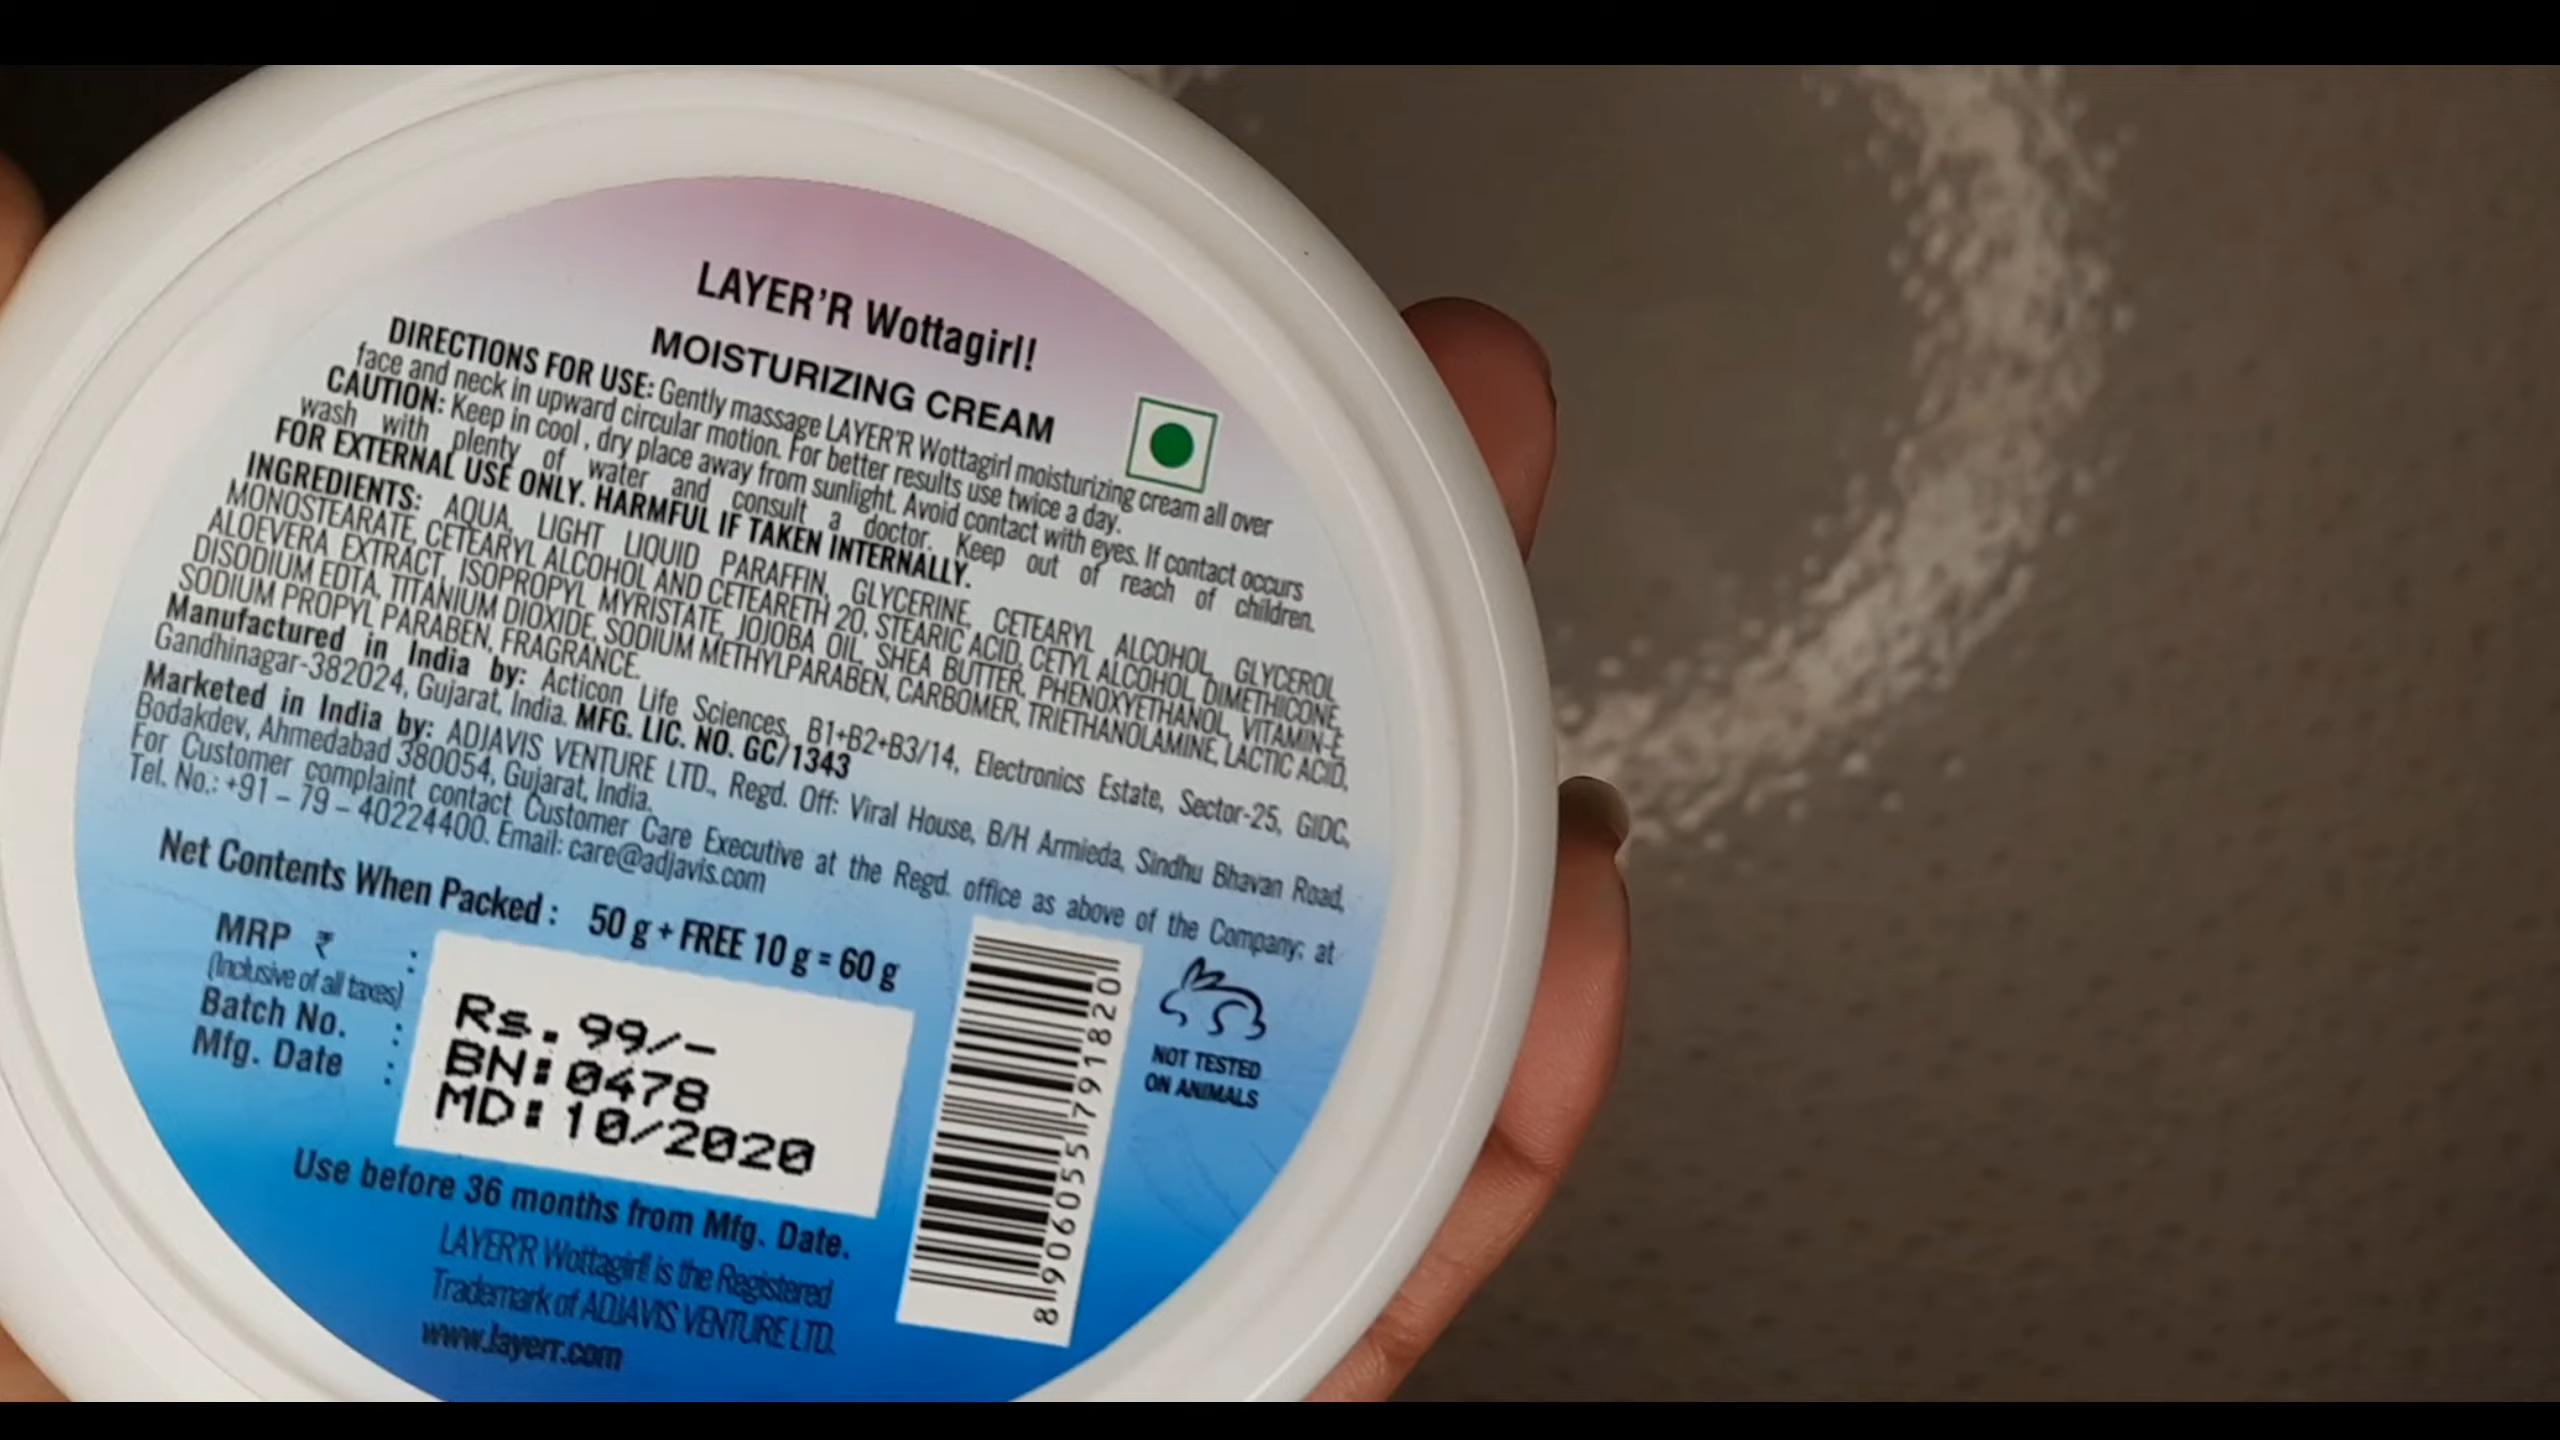 LAYER'R Wottagirl!
MOISTURIZING CREAM
DIRECTIONS FOR USE: Gently massage LAYER'R Wottagirl moisturizing cream all over
face and neck in upward circular motion. For better results use twice a day.
CAUTION: Keep in cool , dry place away from sunlight. Avoid contact with eyes. If contact occurs
wash with plenty of water and consult a doctor. Keep out of reach of children.
FOR EXTERNAL USE ONLY. HARMFUL IF TAKEN INTERNALLY.
INGREDIENTS: AQUA, LIGHT LIQUID PARAFFIN, GLYCERINE, CETEARYL ALCOHOL, GLYCEROL
MONOSTEARATE, CETEARYL ALCOHOL AND CETEARETH 20, STEARIC ACID, CETYL ALCOHOL, DIMETHICONE,
ALOEVERA EXTRACT, ISOPROPYL MYRISTATE, JOJOBA OIL, SHEA BUTTER, PHENOXYETHANOL, VITAMIN-E,
DISODIUM EDTA, TITANIUM DIOXIDE, SODIUM METHYLPARABEN, CARBOMER, TRIETHANOLAMINE, LACTIC ACID,
SODIUM PROPYL PARABEN, FRAGRANCE.
Manufactured in India by: Acticon Life Sciences, B1+B2+B3/14, Electronics Estate, Sector-25, GIDC,
Gandhinagar-382024, Gujarat, India. MFG. LIC. NO. GC/1343
Marketed in India by: ADJAVIS VENTURE LTD., Regd. Off: Viral House, B/H Armieda, Sindhu Bhavan Road,
Bodakdev, Ahmedabad 380054, Gujarat, India.
For Customer complaint contact Customer Care Executive at the Regd. office as above of the Company; at
Tel. No.: +91 – 79 – 40224400. Email: care@adjavis.com
Net Contents When Packed : 50 g + FREE 10 g = 60 g
MRP ₹ :
(Inclusive of all taxes)
Batch No. :
Mfg. Date :
Rs. 99/-
BN: 0478
MD: 10/2020
8 906055 791820
NOT TESTED
ON ANIMALS
Use before 36 months from Mfg. Date.
LAYER'R Wottagirl! is the Registered
Trademark of ADJAVIS VENTURE LTD.
www.layerr.com